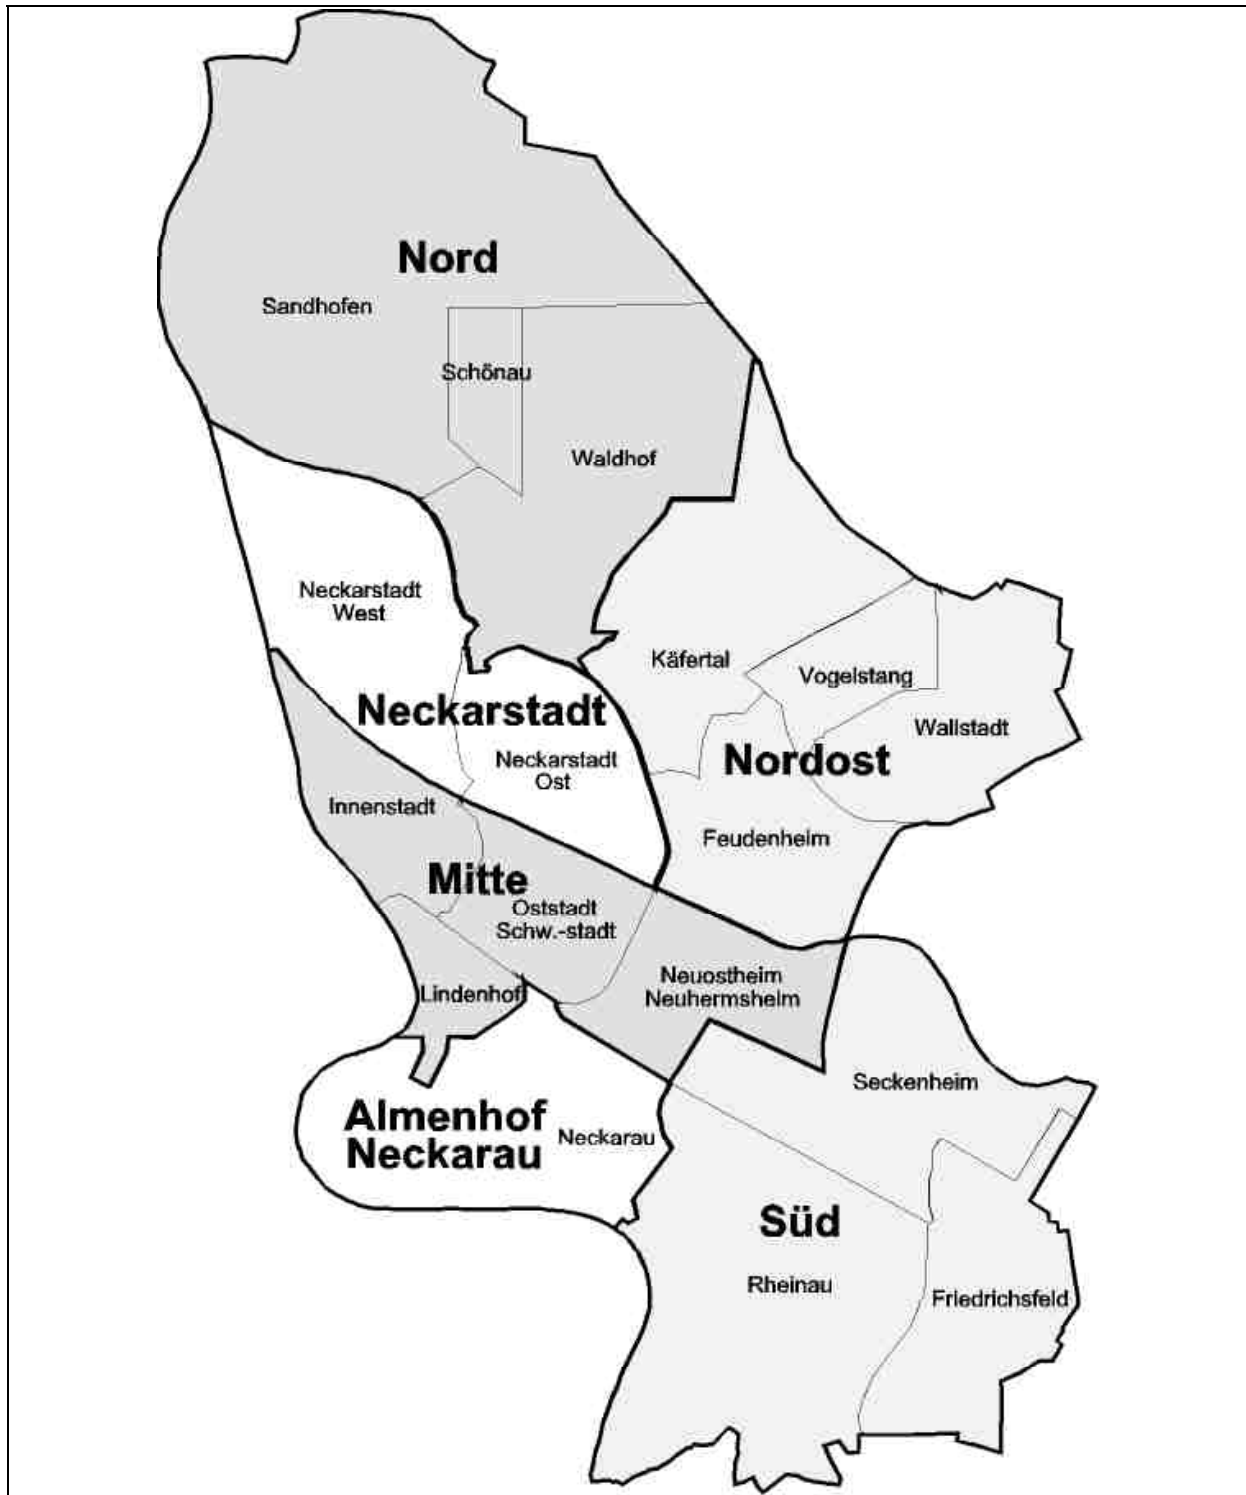 Nord
Sandhofen
Schönau
Waldhof
Neckarstadt
West
Käfertal
Vogelstang
Neckarstadt
Wallstadt
Nordost
Neckarstadt
Ost
Innenstadt
Feudenheim
Mitte
Oststadt
Schw.-stadt
Neuostheim
Neuhermsheim
Lindenhof
Seckenheim
Almenhof
Neckarau
Neckarau
Süd
Rheinau
Friedrichsfeld